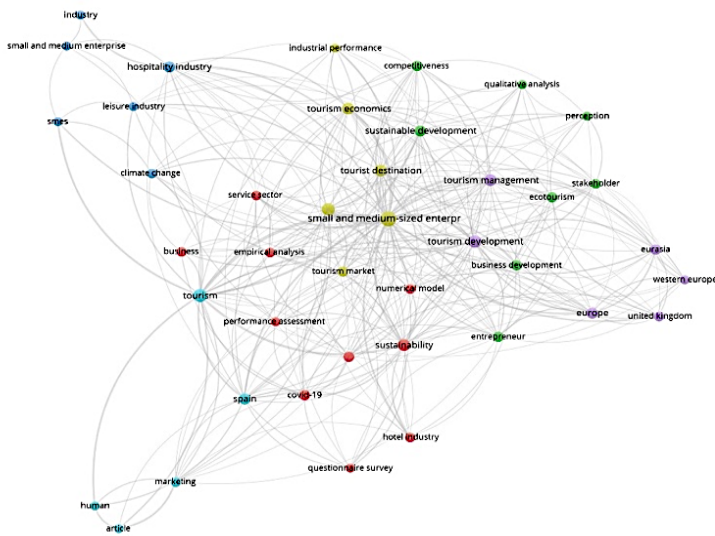 industry
small and medium enterprise
industrial performance
hospitality industry
competitiveness
qualitative analysis
leisure industry
tourism economics
perception
smes
sustainable development
climate change
tourist destination
tourism management
stakeholder
service sector
ecotourism
small and medium-sized enterpr
tourism development
business
empirical analysis
eurasia
tourism market
business development
western europe
numerical model
tourism
europe
united kingdom
performance assessment
sustainability
entrepreneur
spain
covid-19
hotel industry
questionnaire survey
marketing
human
article